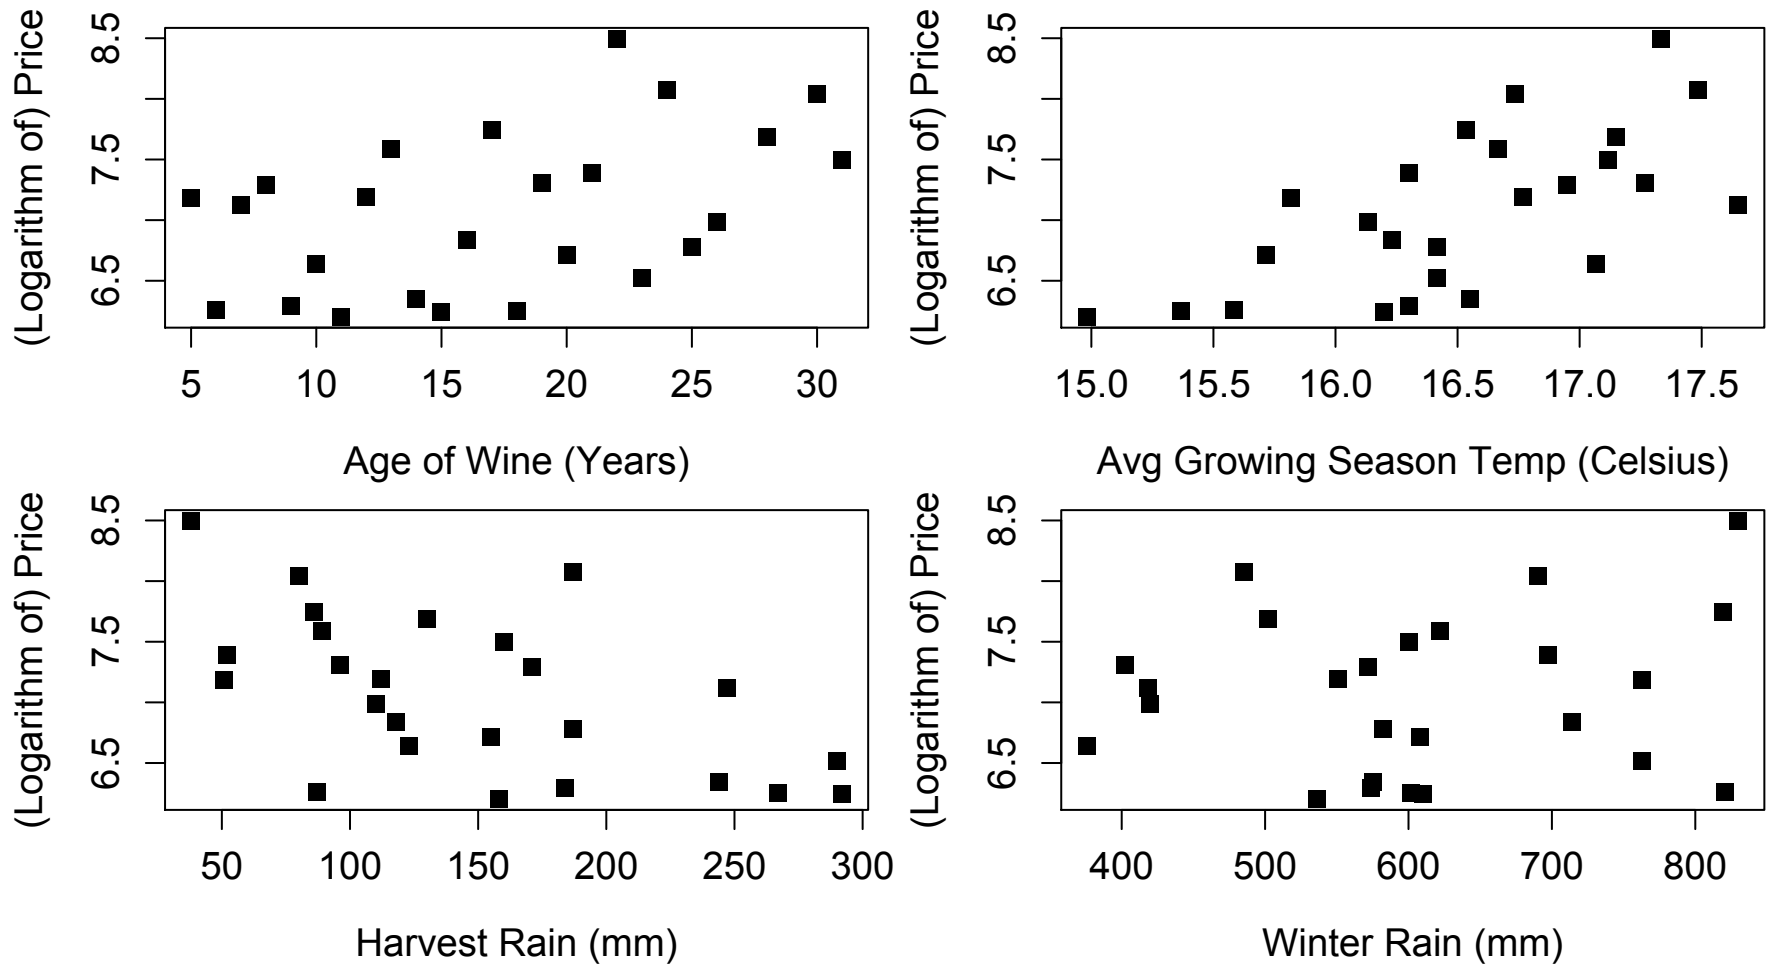 (Logarithm of) Price
8.5
7.5
6.5
5 10 15 20 25 30
Age of Wine (Years)
(Logarithm of) Price
8.5
7.5
6.5
15.0 15.5 16.0 16.5 17.0 17.5
Avg Growing Season Temp (Celsius)
(Logarithm of) Price
8.5
7.5
6.5
50 100 150 200 250 300
Harvest Rain (mm)
(Logarithm of) Price
8.5
7.5
6.5
400 500 600 700 800
Winter Rain (mm)